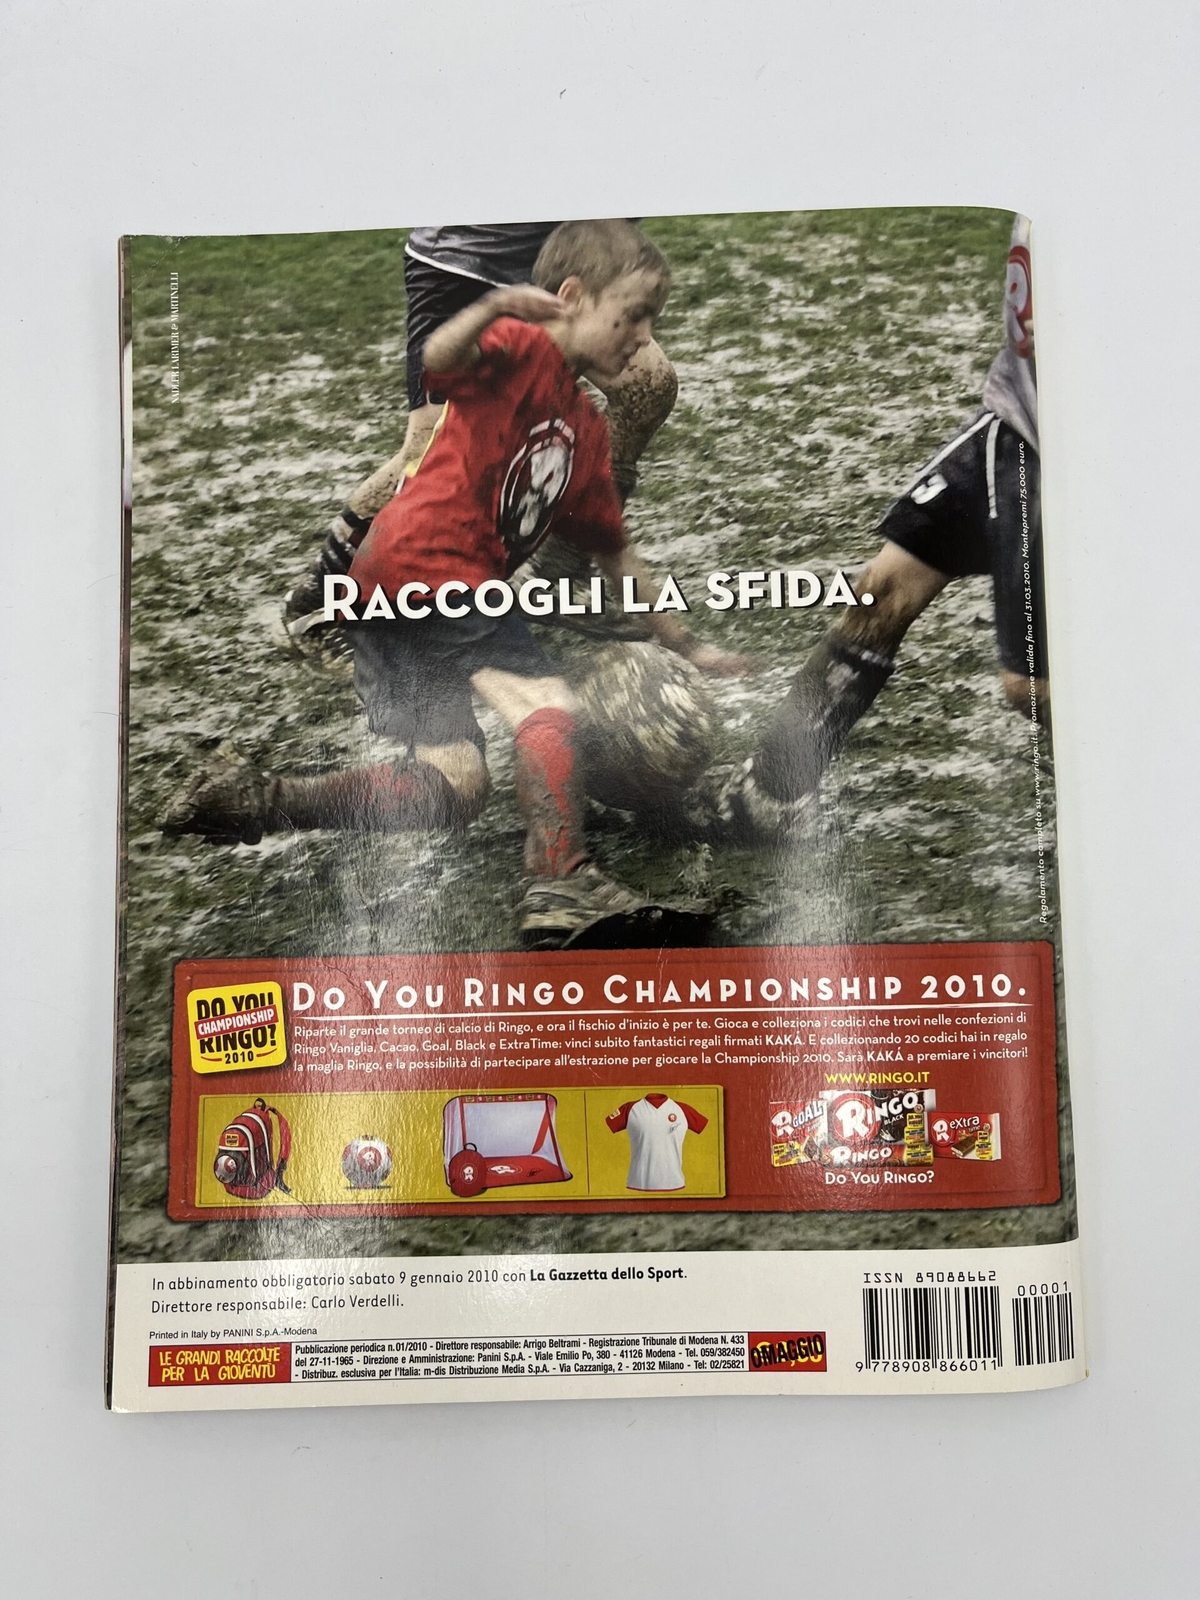 NADLER LARIMER & MARTINELLI
RACCOGLI LA SFIDA.
Regolamento completo su www.ringo.it. Promozione valida fino al 31.03.2010. Montepremi 75.000 euro.
DO YOU
CHAMPIONSHIP
RINGO?
2010
DO YOU RINGO CHAMPIONSHIP 2010.
Riparte il grande torneo di calcio di Ringo, e ora il fischio d'inizio è per te. Gioca e colleziona i codici che trovi nelle confezioni di
Ringo Vaniglia, Cacao, Goal, Black e ExtraTime: vinci subito fantastici regali firmati KAKÁ. E collezionando 20 codici hai in regalo
la maglia Ringo, e la possibilità di partecipare all'estrazione per giocare la Championship 2010. Sarà KAKÁ a premiare i vincitori!
WWW.RINGO.IT
GOAL
RINGO
BLACK
RINGO
extra
DO YOU RINGO?
In abbinamento obbligatorio sabato 9 gennaio 2010 con La Gazzetta dello Sport.
Direttore responsabile: Carlo Verdelli.
Printed in Italy by PANINI S.p.A.-Modena
LE GRANDI RACCOLTE
PER LA GIOVENTÙ
Pubblicazione periodica n.01/2010 - Direttore responsabile: Arrigo Beltrami - Registrazione Tribunale di Modena N. 433
del 27-11-1965 - Direzione e Amministrazione: Panini S.p.A. - Viale Emilio Po, 380 - 41126 Modena - Tel. 059/382450
- Distribuz. esclusiva per l'Italia: m-dis Distribuzione Media S.p.A. - Via Cazzaniga, 2 - 20132 Milano - Tel: 02/25821
OMAGGIO
ISSN 89088662
00001
9 778908 866011